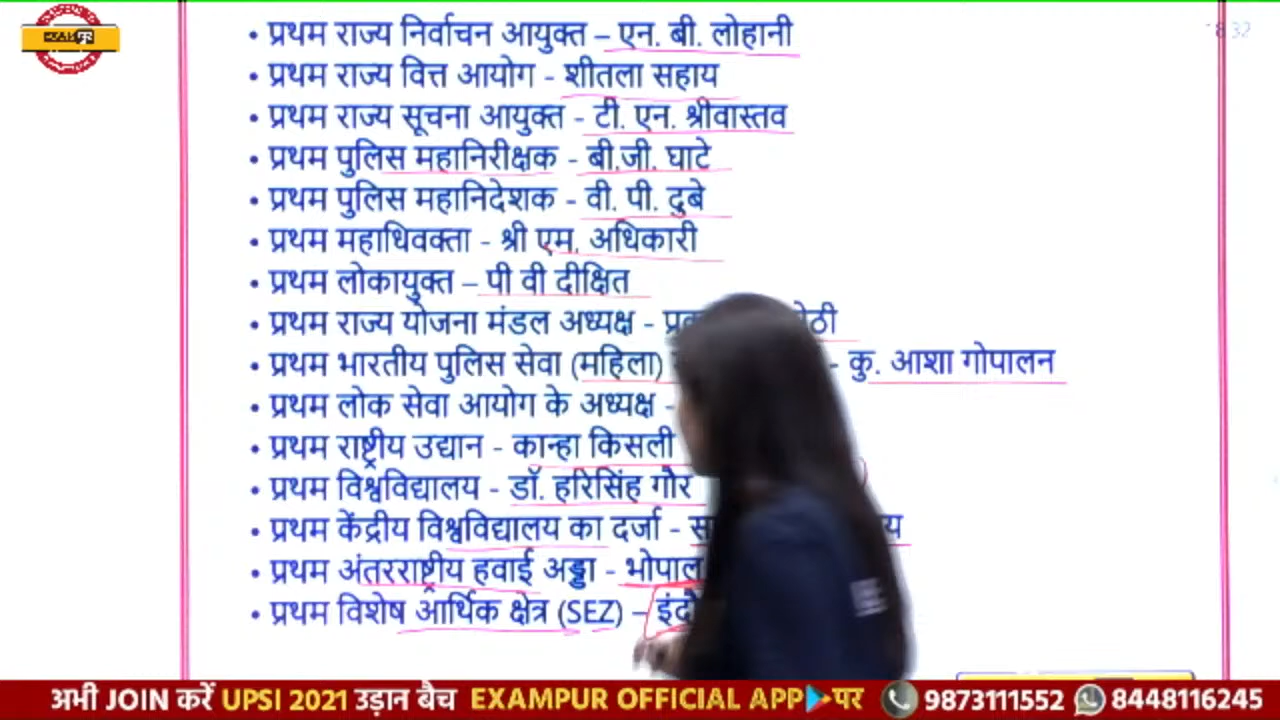 EXAMपुर
8 32
• प्रथम राज्य निर्वाचन आयुक्त – एन. बी. लोहानी
• प्रथम राज्य वित्त आयोग - शीतला सहाय
• प्रथम राज्य सूचना आयुक्त - टी. एन. श्रीवास्तव
• प्रथम पुलिस महानिरीक्षक - बी.जी. घाटे
• प्रथम पुलिस महानिदेशक - वी. पी. दुबे
• प्रथम महाधिवक्ता - श्री एम. अधिकारी
• प्रथम लोकायुक्त – पी वी दीक्षित
• प्रथम राज्य योजना मंडल अध्यक्ष -
• प्रथम भारतीय पुलिस सेवा (महिला) - कु. आशा गोपालन
• प्रथम लोक सेवा आयोग के अध्यक्ष -
• प्रथम राष्ट्रीय उद्यान - कान्हा किसली
• प्रथम विश्वविद्यालय - डॉ. हरिसिंह गौर
• प्रथम केंद्रीय विश्वविद्यालय का दर्जा -
• प्रथम अंतरराष्ट्रीय हवाई अड्डा - भोपाल
• प्रथम विशेष आर्थिक क्षेत्र (SEZ) –
अभी JOIN करें UPSI 2021 उड़ान बैच EXAMPUR OFFICIAL APP पर 9873111552 8448116245